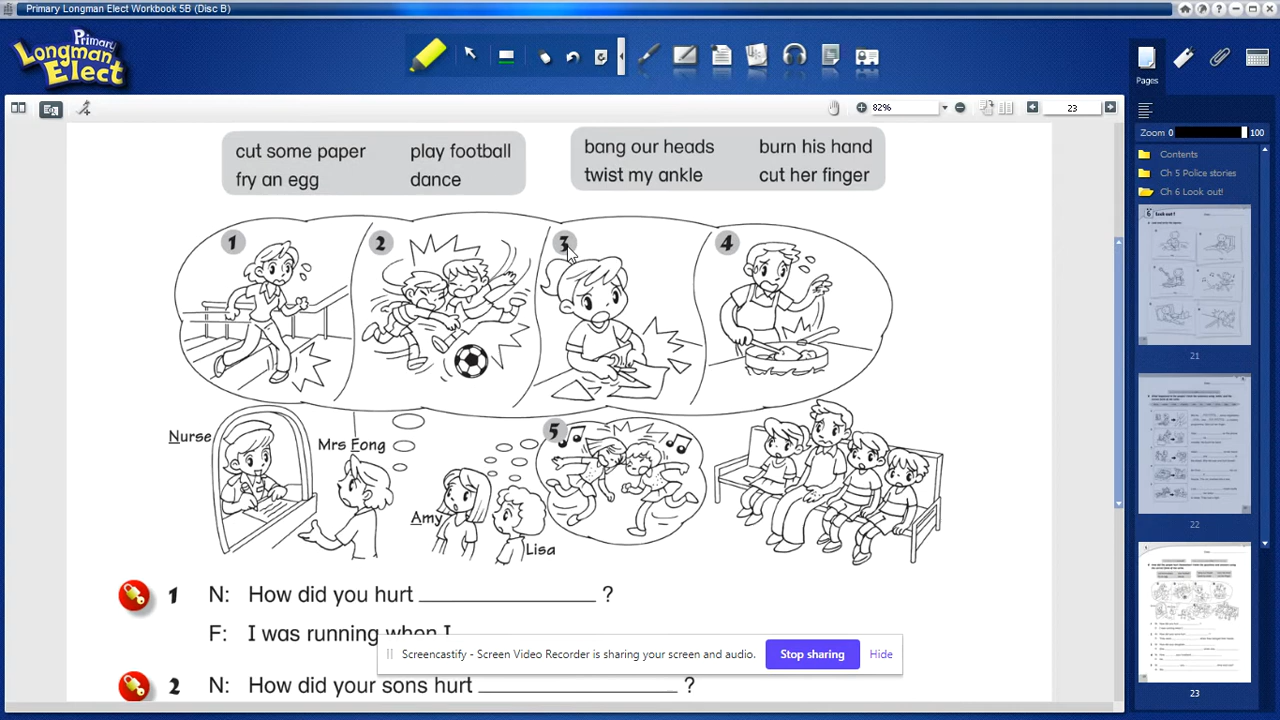 Primary Longman Elect Workbook 5B (Disc B)
Primary
Longman
Elect
Pages
82%
23
Zoom 0
100
Contents
Ch 5 Police stories
Ch 6 Look out!
21
22
23
cut some paper
play football
fry an egg
dance
bang our heads
burn his hand
twist my ankle
cut her finger
1
2
3
4
Nurse
Mrs Fong
Amy
Lisa
5
1 N: How did you hurt ____________ ?
F: I was running when I
2 N: How did your sons hurt ____________ ?
Screencastify - Screen Video Recorder is sharing your screen and audio.
Stop sharing
Hide